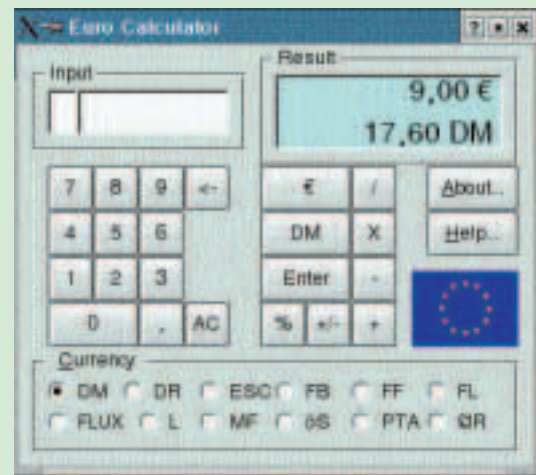 Euro Calculator
? • ×
Input
Result
9,00 €
17,60 DM
7 8 9 <- € / About...
4 5 6 DM X Help...
1 2 3 Enter -
0 , AC % +/- +
Currency
DM DR ESC FB FF FL
FLUX L MF öS PTA ØR